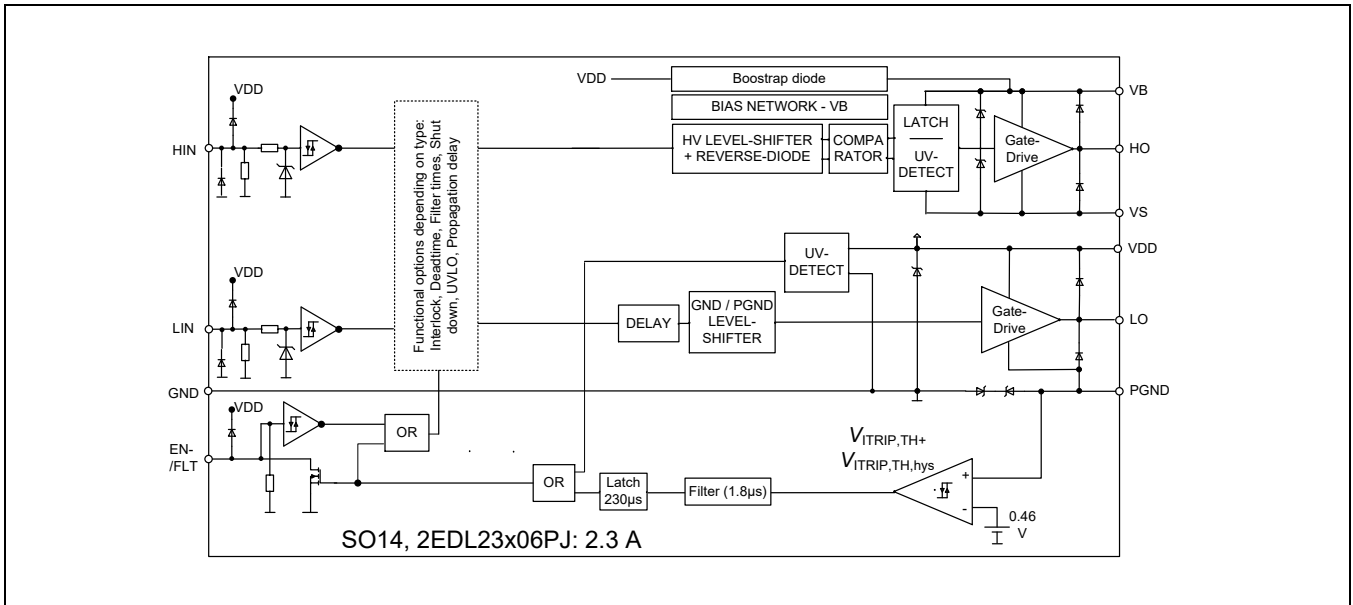 VDD
Boostrap diode
VB
VDD
BIAS NETWORK - VB
HIN
Functional options depending on type:
Interlock, Deadtime, Filter times, Shut
down, UVLO, Propagation delay
HV LEVEL-SHIFTER
+ REVERSE-DIODE
COMPA
RATOR
LATCH
UV-
DETECT
Gate-
Drive
HO
VS
VDD
VDD
UV-
DETECT
LIN
DELAY
GND / PGND
LEVEL-
SHIFTER
Gate-
Drive
LO
GND
PGND
VDD
EN-
/FLT
OR
OR
Latch
230µs
Filter (1.8µs)
VITRIP,TH+
VITRIP,TH,hys
+
-
0.46
V
SO14, 2EDL23x06PJ: 2.3 A